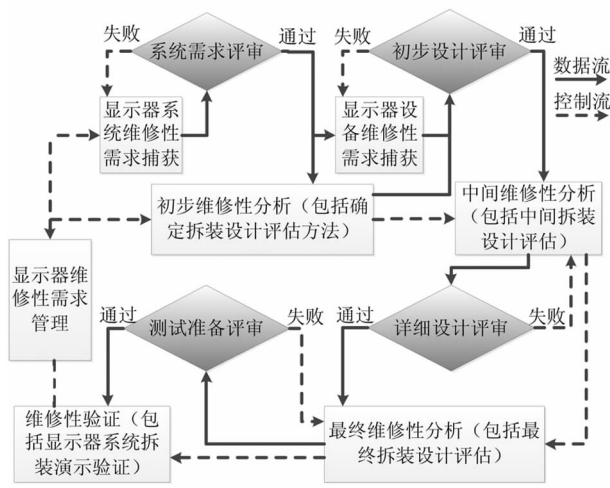 失败
系统需求评审
通过
失败
初步设计评审
通过
数据流
控制流
显示器系
统维修性
需求捕获
显示器设
备维修性
需求捕获
初步维修性分析（包括确
定拆装设计评估方法）
中间维修性分析
（包括中间拆装
设计评估）
显示器维
修性需求
管理
通过
测试准备评审
失败
通过
详细设计评审
失败
维修性验证（包
括显示器系统拆
装演示验证）
最终维修性分析（包括最
终拆装设计评估）